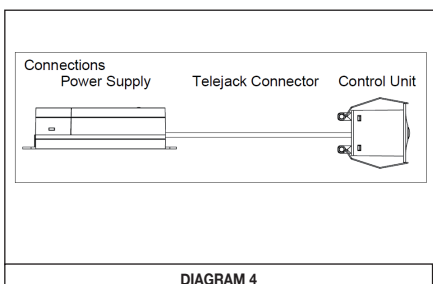 Connections
Power Supply Telejack Connector Control Unit
DIAGRAM 4